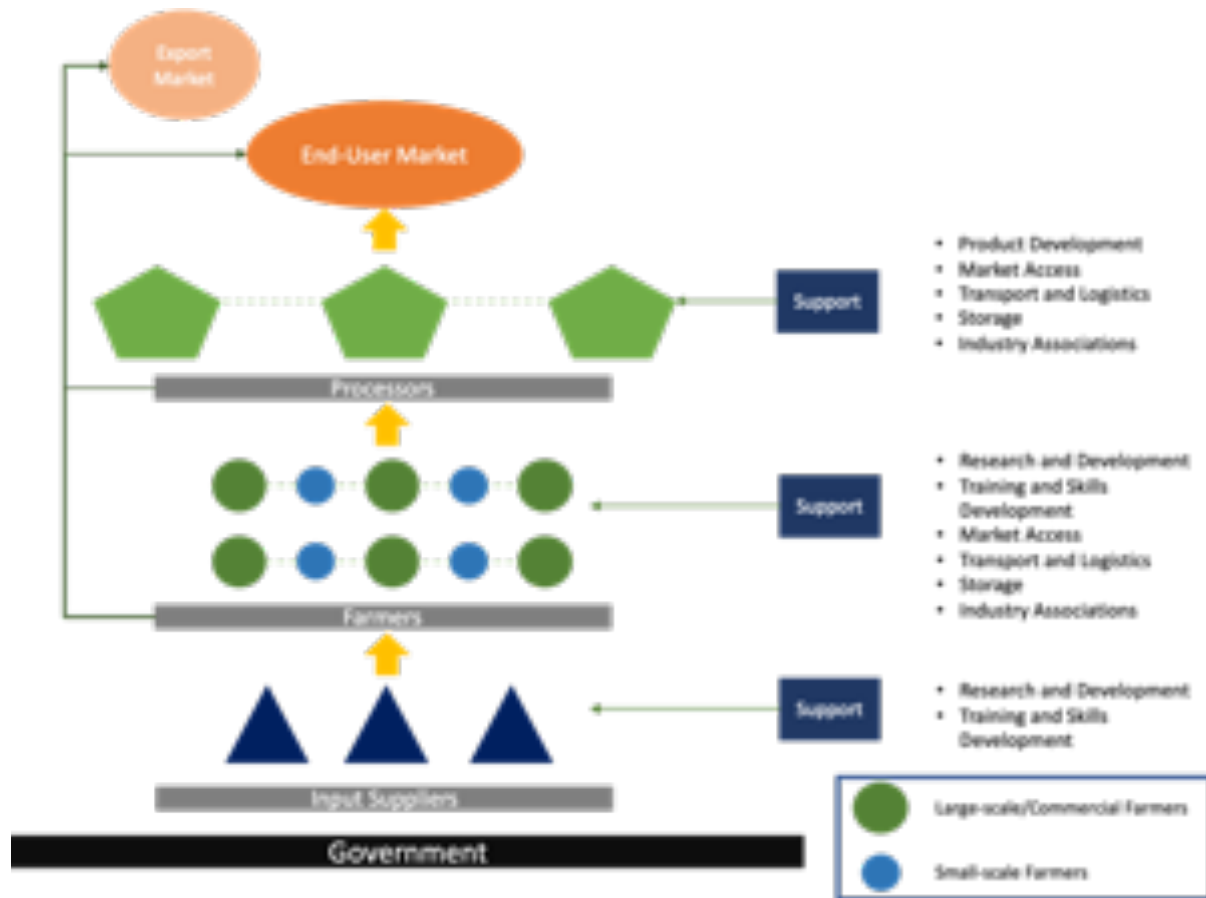 Export
Market
End-User Market
Support
• Product Development
• Market Access
• Transport and Logistics
• Storage
• Industry Associations
Processors
Support
• Research and Development
• Training and Skills
Development
• Market Access
• Transport and Logistics
• Storage
• Industry Associations
Farmers
Support
• Research and Development
• Training and Skills
Development
Input Suppliers
Government
Large-scale/Commercial Farmers
Small-scale Farmers